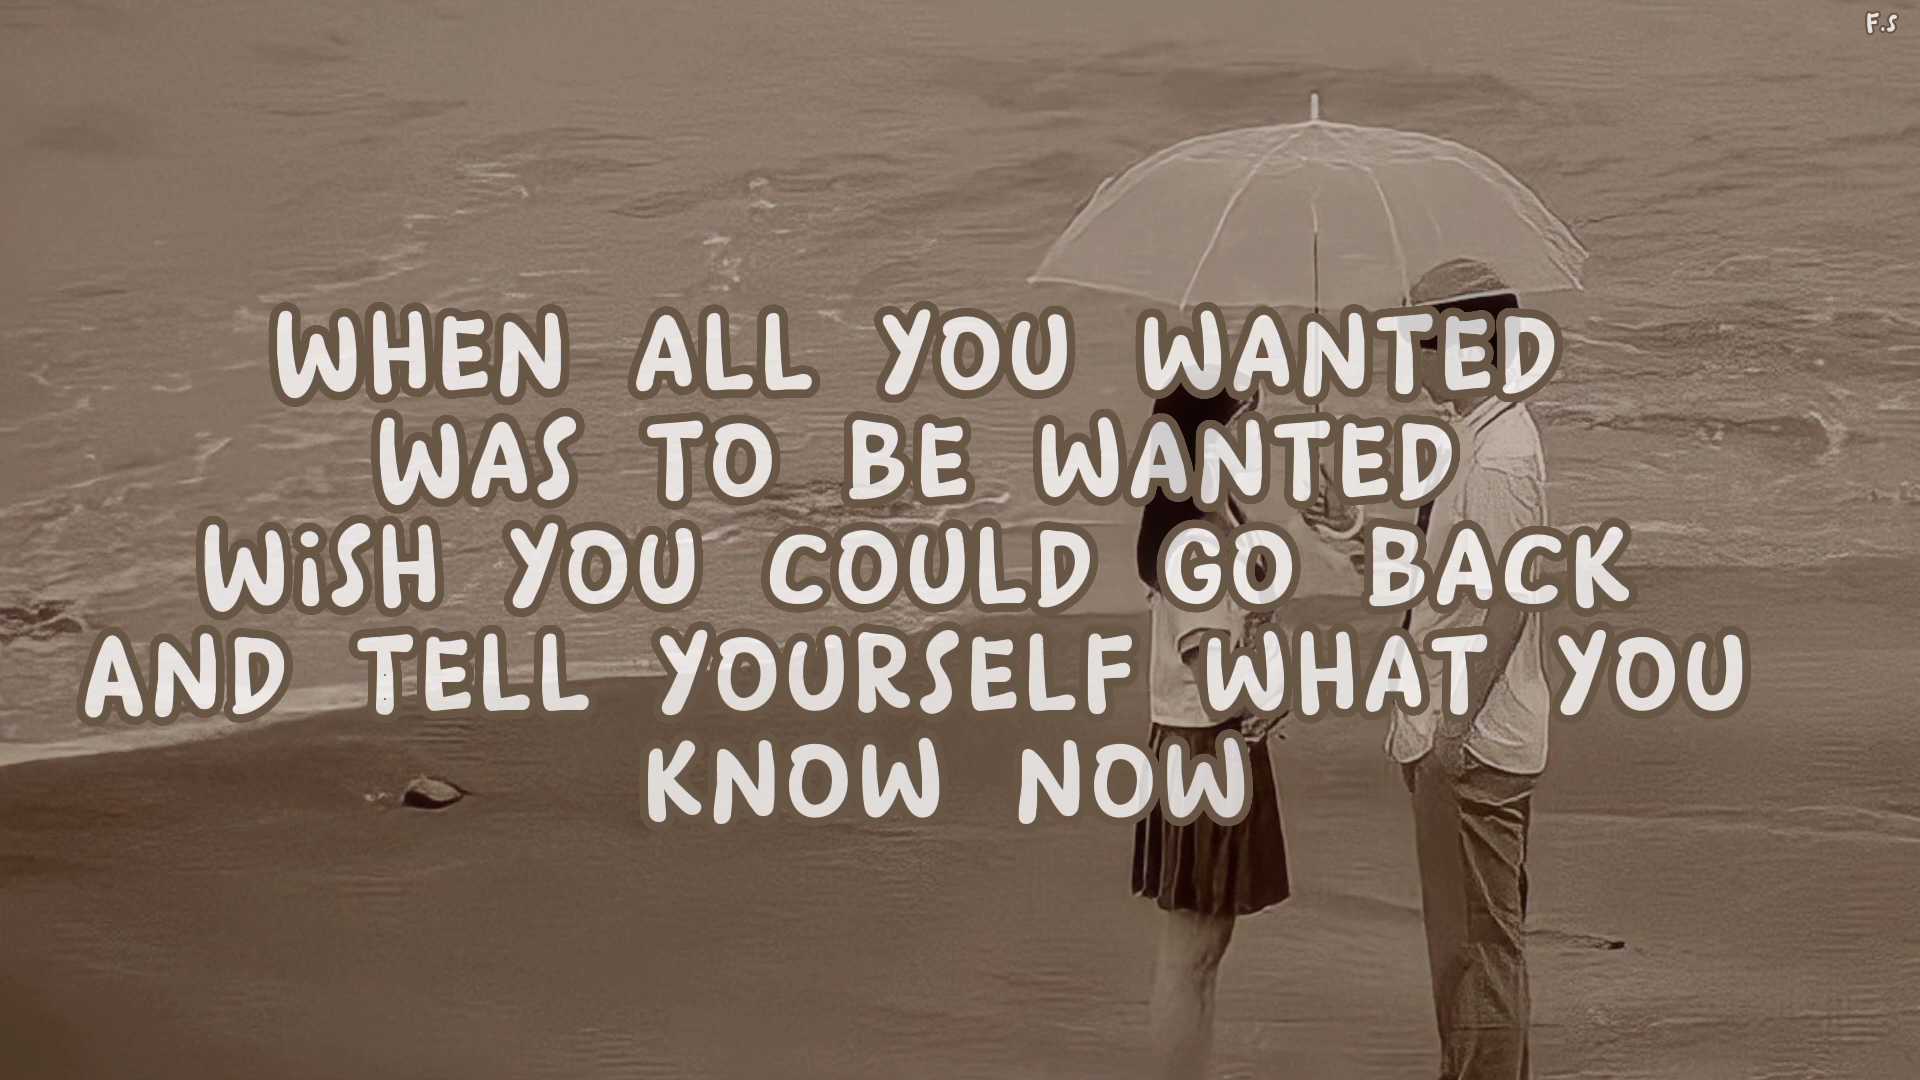 F.S
WHEN ALL YOU WANTED
WAS TO BE WANTED
WiSH YOU COULD GO BACK
AND TELL YOURSELF WHAT YOU
KNOW NOW